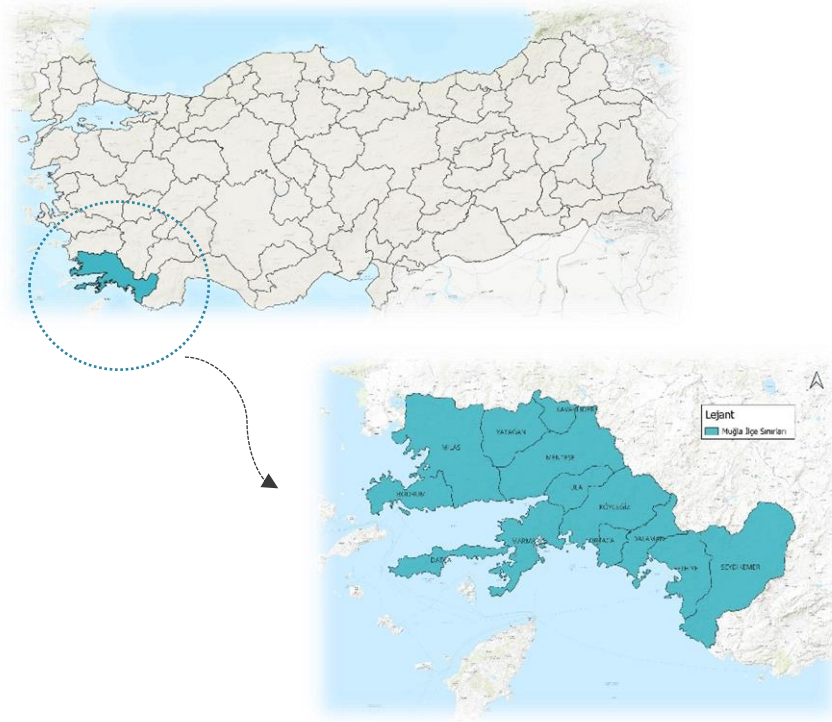 Lejant
Muğla İlçe Sınırları
KAVAKLIDERE
YATAĞAN
MİLAS
MENTEŞE
ULA
BODRUM
KÖYCEĞİZ
MARMARİS
ORTACA
DALAMAN
DATÇA
FETHİYE
SEYDİKEMER